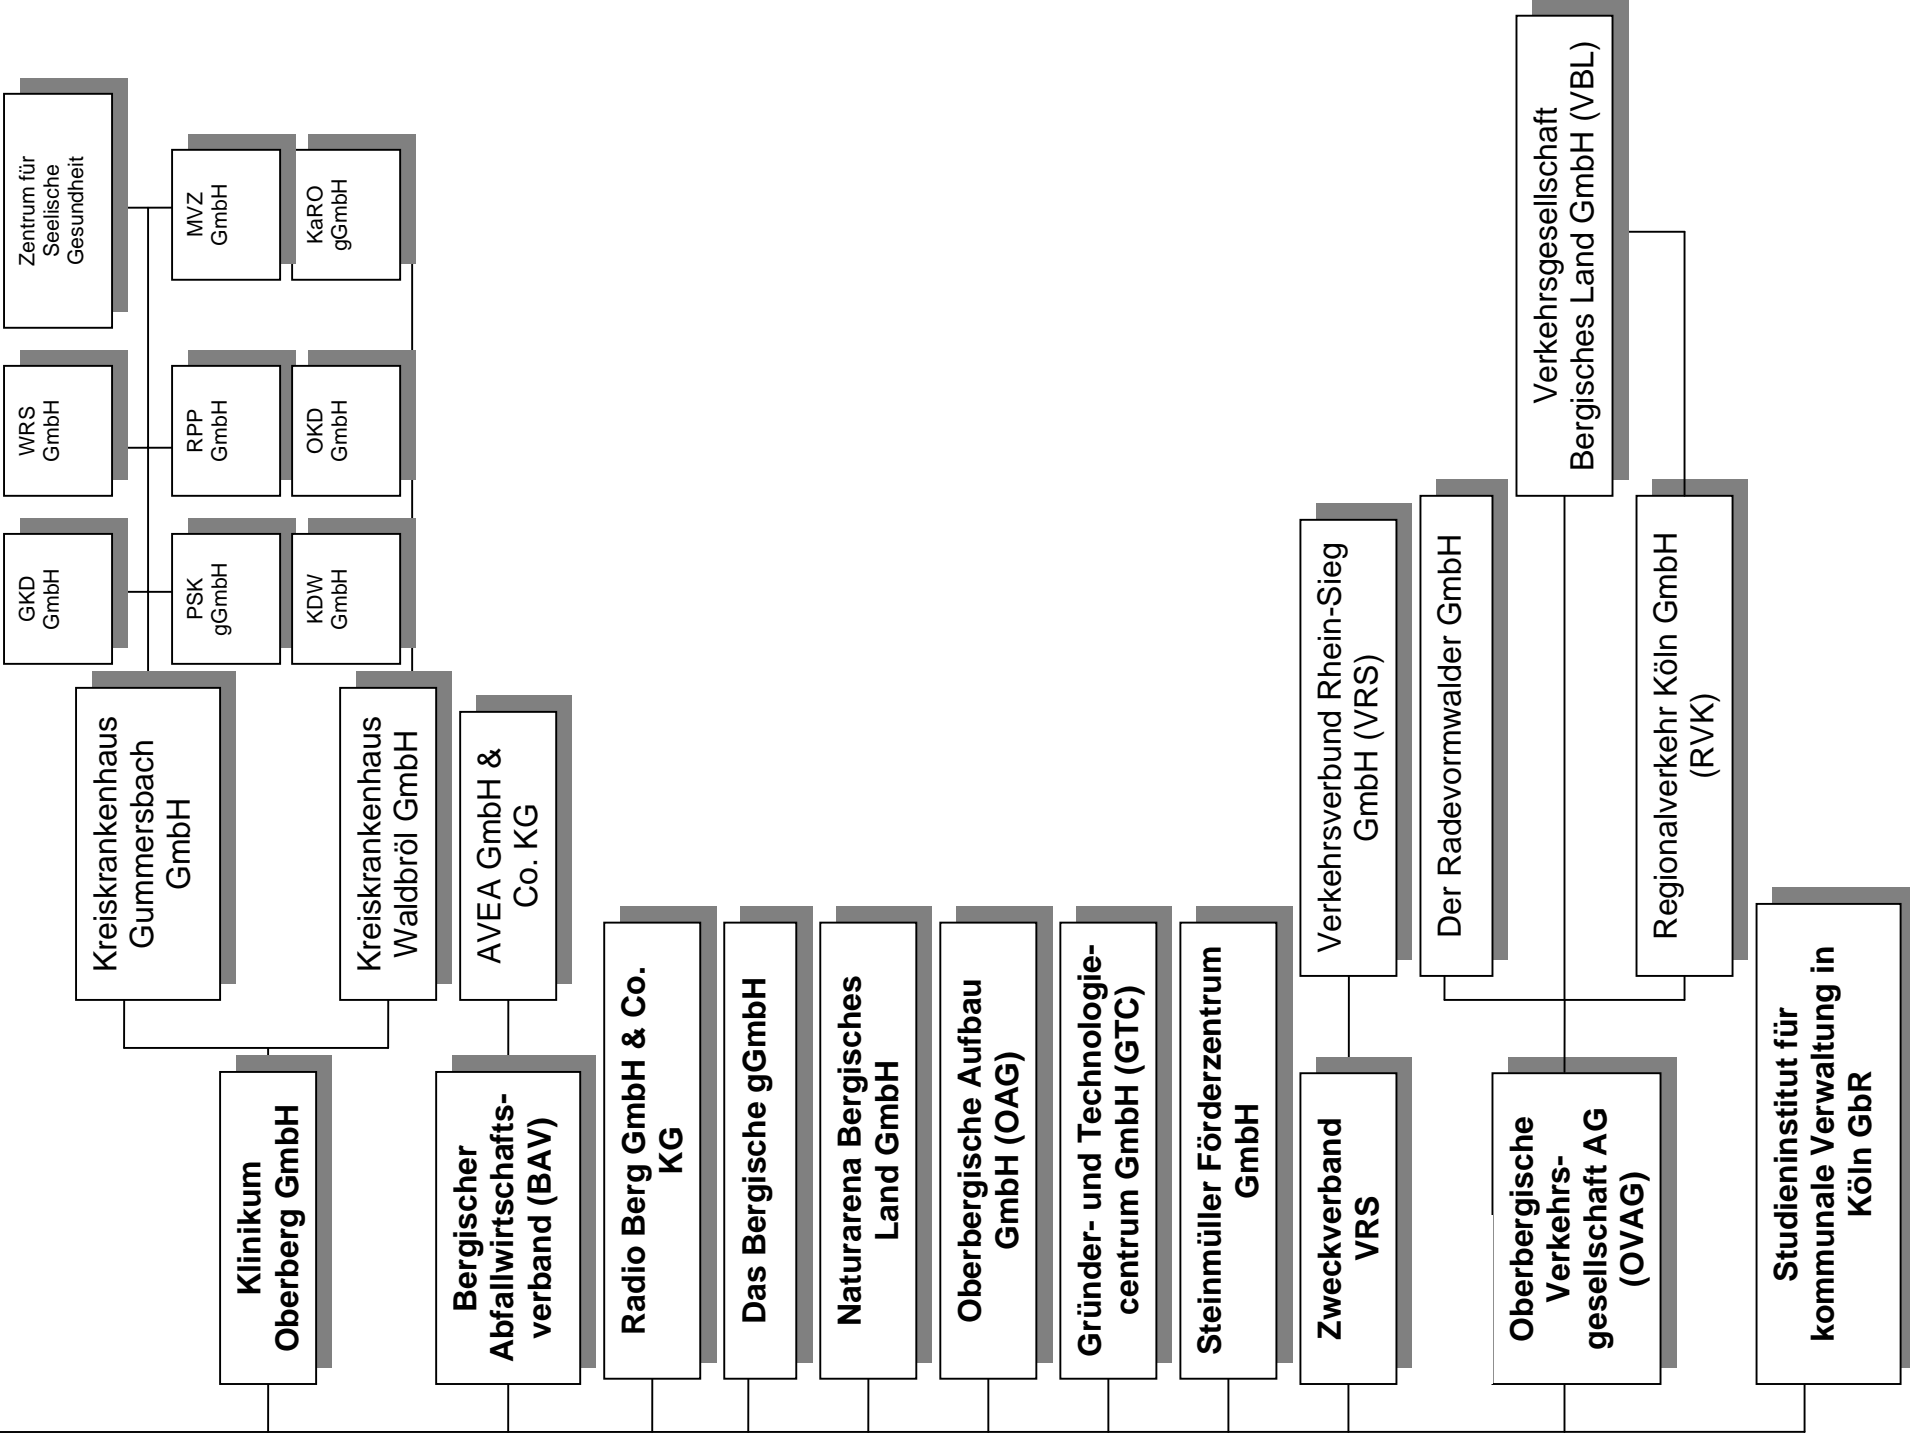 Klinikum
Oberberg GmbH
Kreiskrankenhaus
Gummersbach
GmbH
GKD
GmbH
WRS
GmbH
Zentrum für
Seelische
Gesundheit
PSK
gGmbH
RPP
GmbH
MVZ
GmbH
Kreiskrankenhaus
Waldbröl GmbH
KDW
GmbH
OKD
GmbH
KaRO
gGmbH
Bergischer
Abfallwirtschafts-
verband (BAV)
AVEA GmbH &
Co. KG
Radio Berg GmbH & Co.
KG
Das Bergische gGmbH
Naturarena Bergisches
Land GmbH
Oberbergische Aufbau
GmbH (OAG)
Gründer- und Technologie-
centrum GmbH (GTC)
Steinmüller Förderzentrum
GmbH
Zweckverband
VRS
Verkehrsverbund Rhein-Sieg
GmbH (VRS)
Oberbergische
Verkehrs-
gesellschaft AG
(OVAG)
Der Radevormwalder GmbH
Verkehrsgesellschaft
Bergisches Land GmbH (VBL)
Regionalverkehr Köln GmbH
(RVK)
Studieninstitut für
kommunale Verwaltung in
Köln GbR